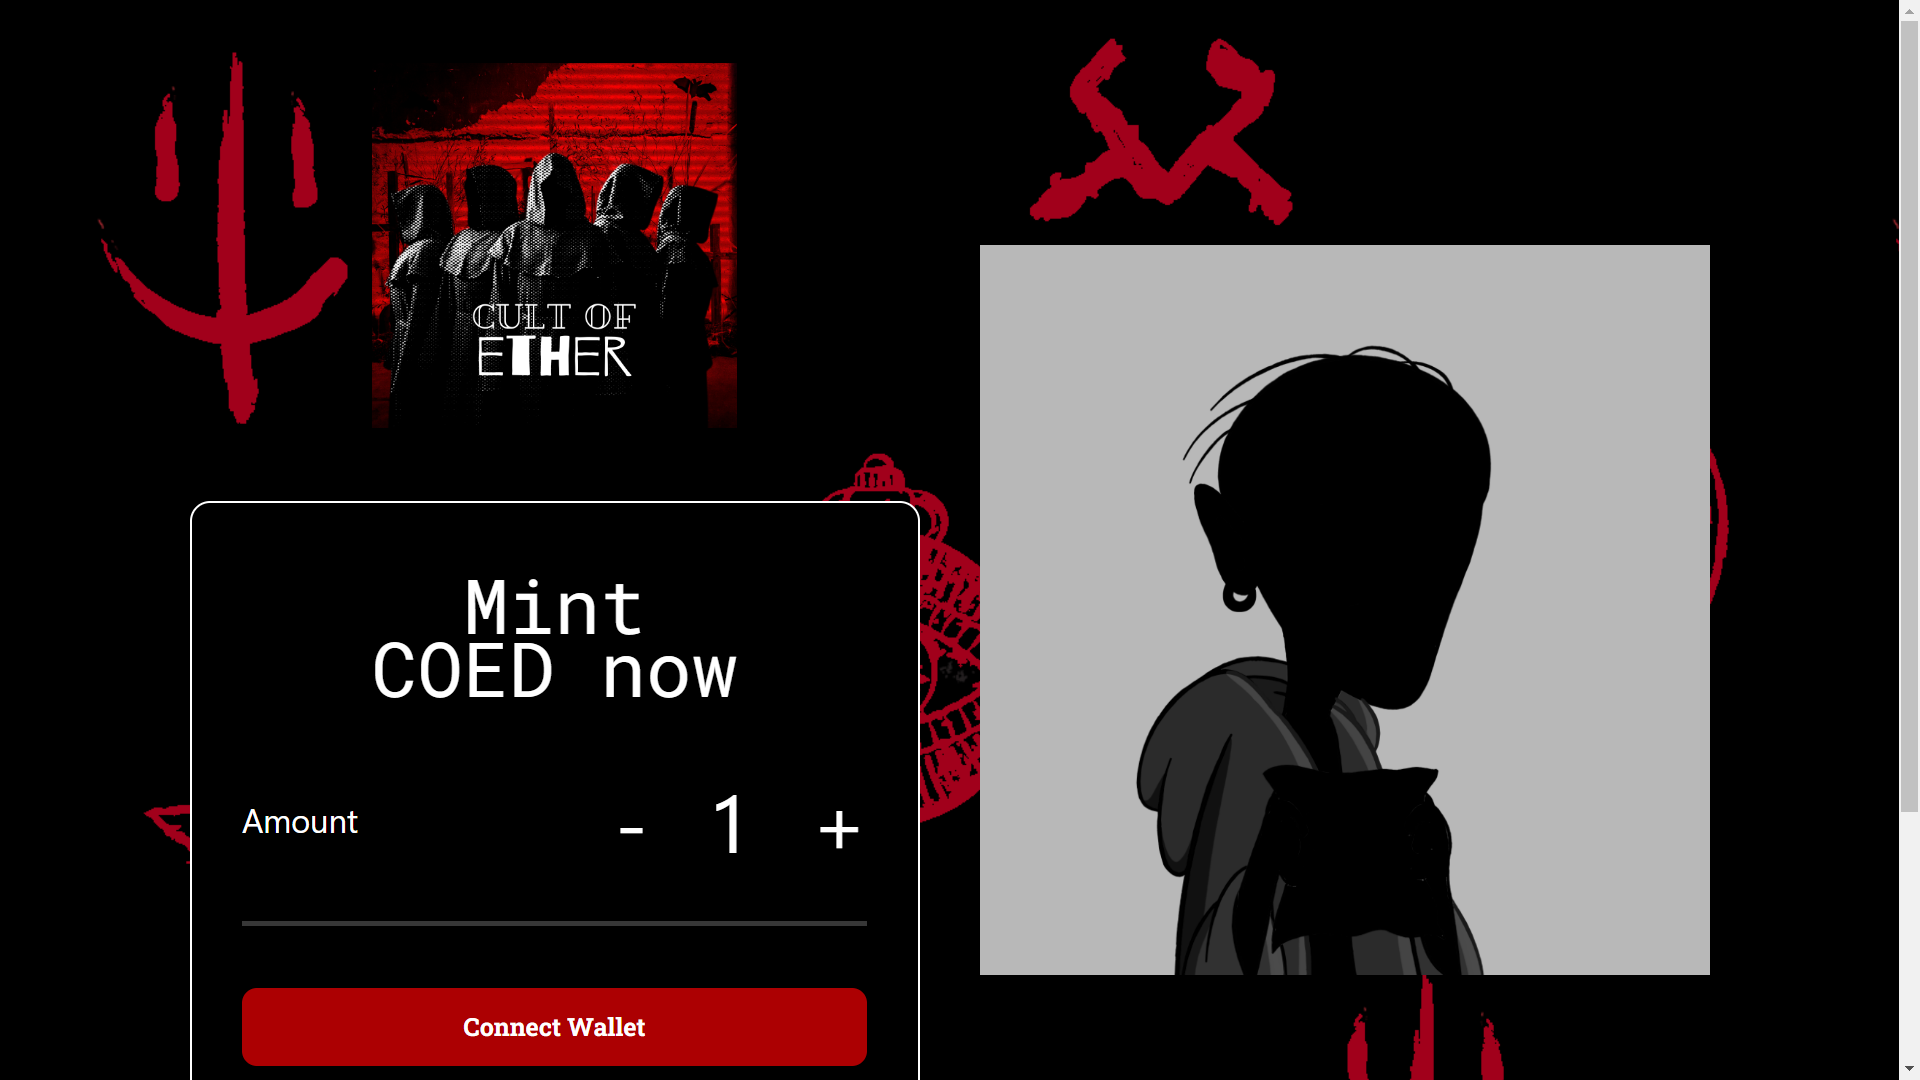 CULT OF
ETHER
Mint
COED now
Amount
- 1 +
Connect Wallet